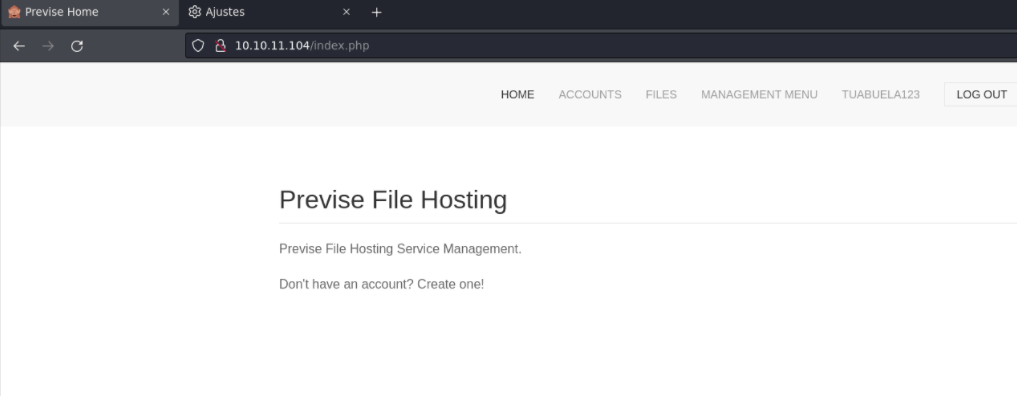 Previse Home
Ajustes
10.10.11.104/index.php
HOME ACCOUNTS FILES MANAGEMENT MENU TUABUELA123 LOG OUT
Previse File Hosting
Previse File Hosting Service Management.
Don't have an account? Create one!